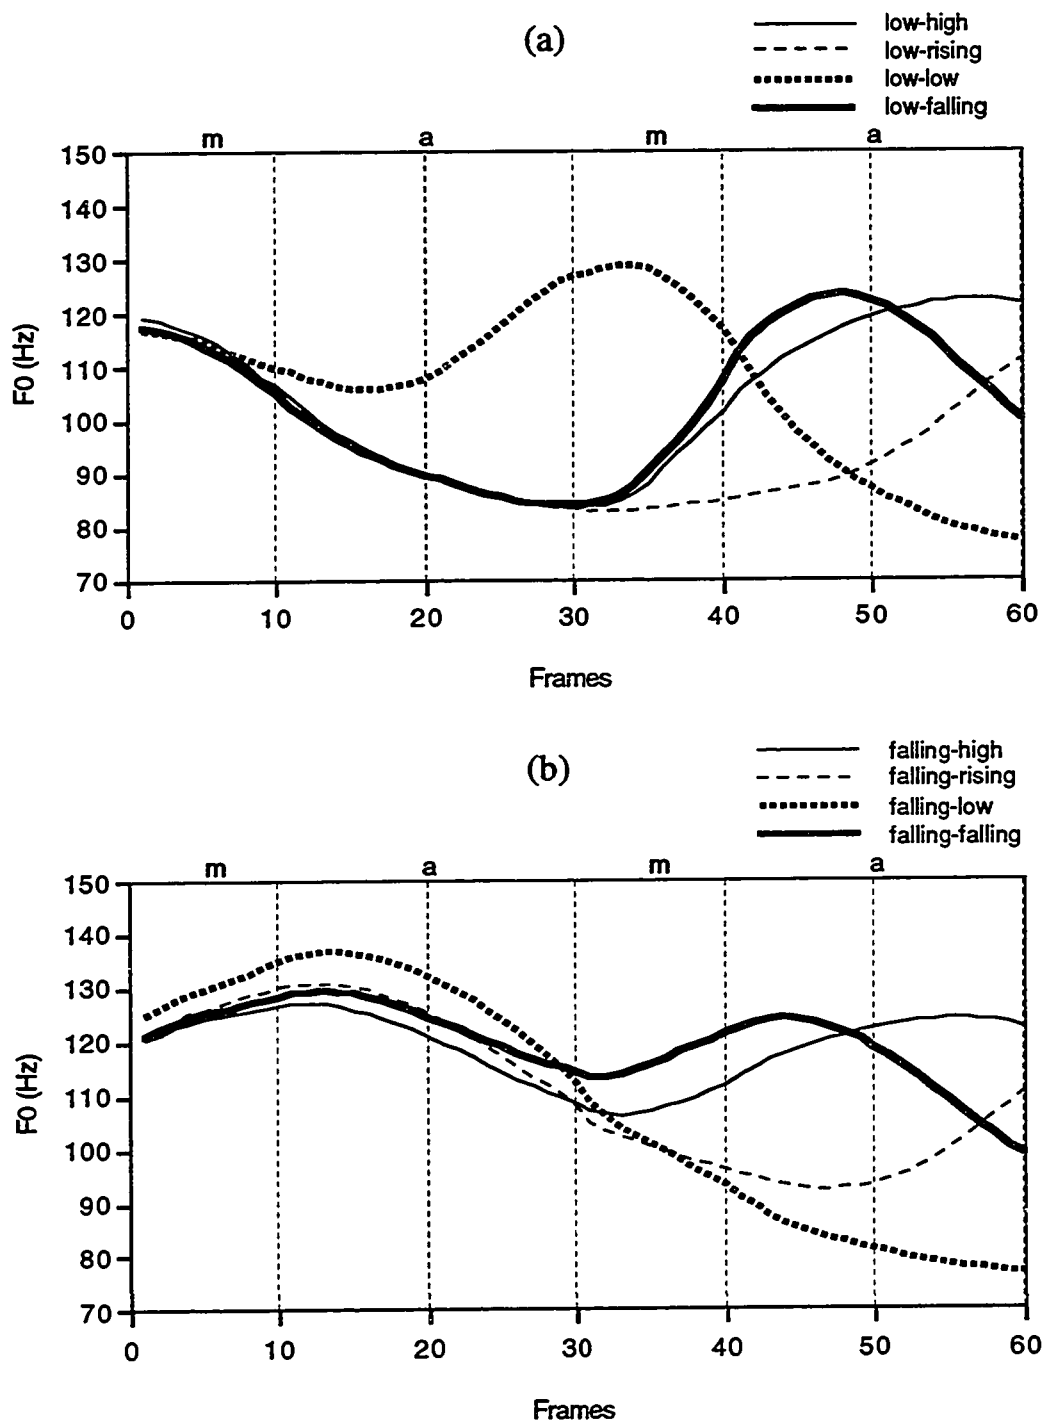 (a)
low-high
low-rising
low-low
low-falling
m a m a
150
140
130
120
110
100
90
80
70
F0 (Hz)
0 10 20 30 40 50 60
Frames
(b)
falling-high
falling-rising
falling-low
falling-falling
m a m a
150
140
130
120
110
100
90
80
70
F0 (Hz)
0 10 20 30 40 50 60
Frames